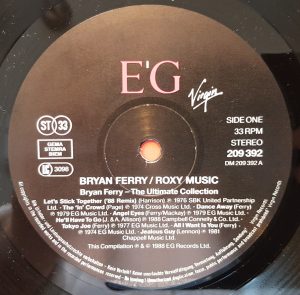 E'G
Virgin
ST 33
GEMA
STEMRA
BIEM
LC 3098
SIDE ONE
33 RPM
STEREO
209 392
DM 209 392 A
BRYAN FERRY / ROXY MUSIC
Bryan Ferry – The Ultimate Collection
Let's Stick Together ('88 Remix) (Harrison) ℗ 1976 SBK United Partnership
Ltd. - The 'In' Crowd (Page) ℗ 1974 Cross Music Ltd. - Dance Away (Ferry)
℗ 1979 EG Music Ltd. - Angel Eyes (Ferry/Mackay) ℗ 1979 EG Music Ltd. -
He'll Have To Go (J. & A. Allison) ℗ 1988 Campbell Connelly & Co. Ltd. -
Tokyo Joe (Ferry) ℗ 1977 EG Music Ltd. - All I Want Is You (Ferry)
℗ 1974 EG Music Ltd. - Jealous Guy (Lennon) ℗ 1981
Chappell Music Ltd.
This Compilation ℗ & © 1988 EG Records Ltd.